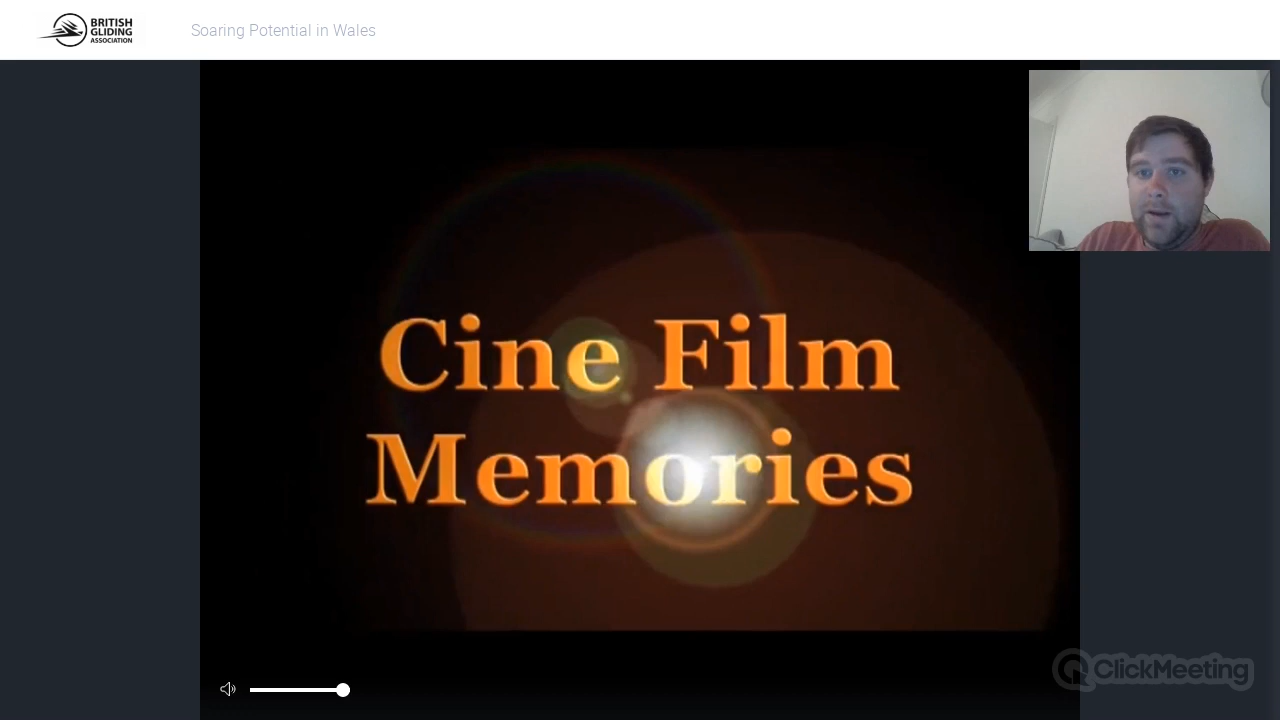 BRITISH
GLIDING
ASSOCIATION
Soaring Potential in Wales
Cine Film
Memories
ClickMeeting